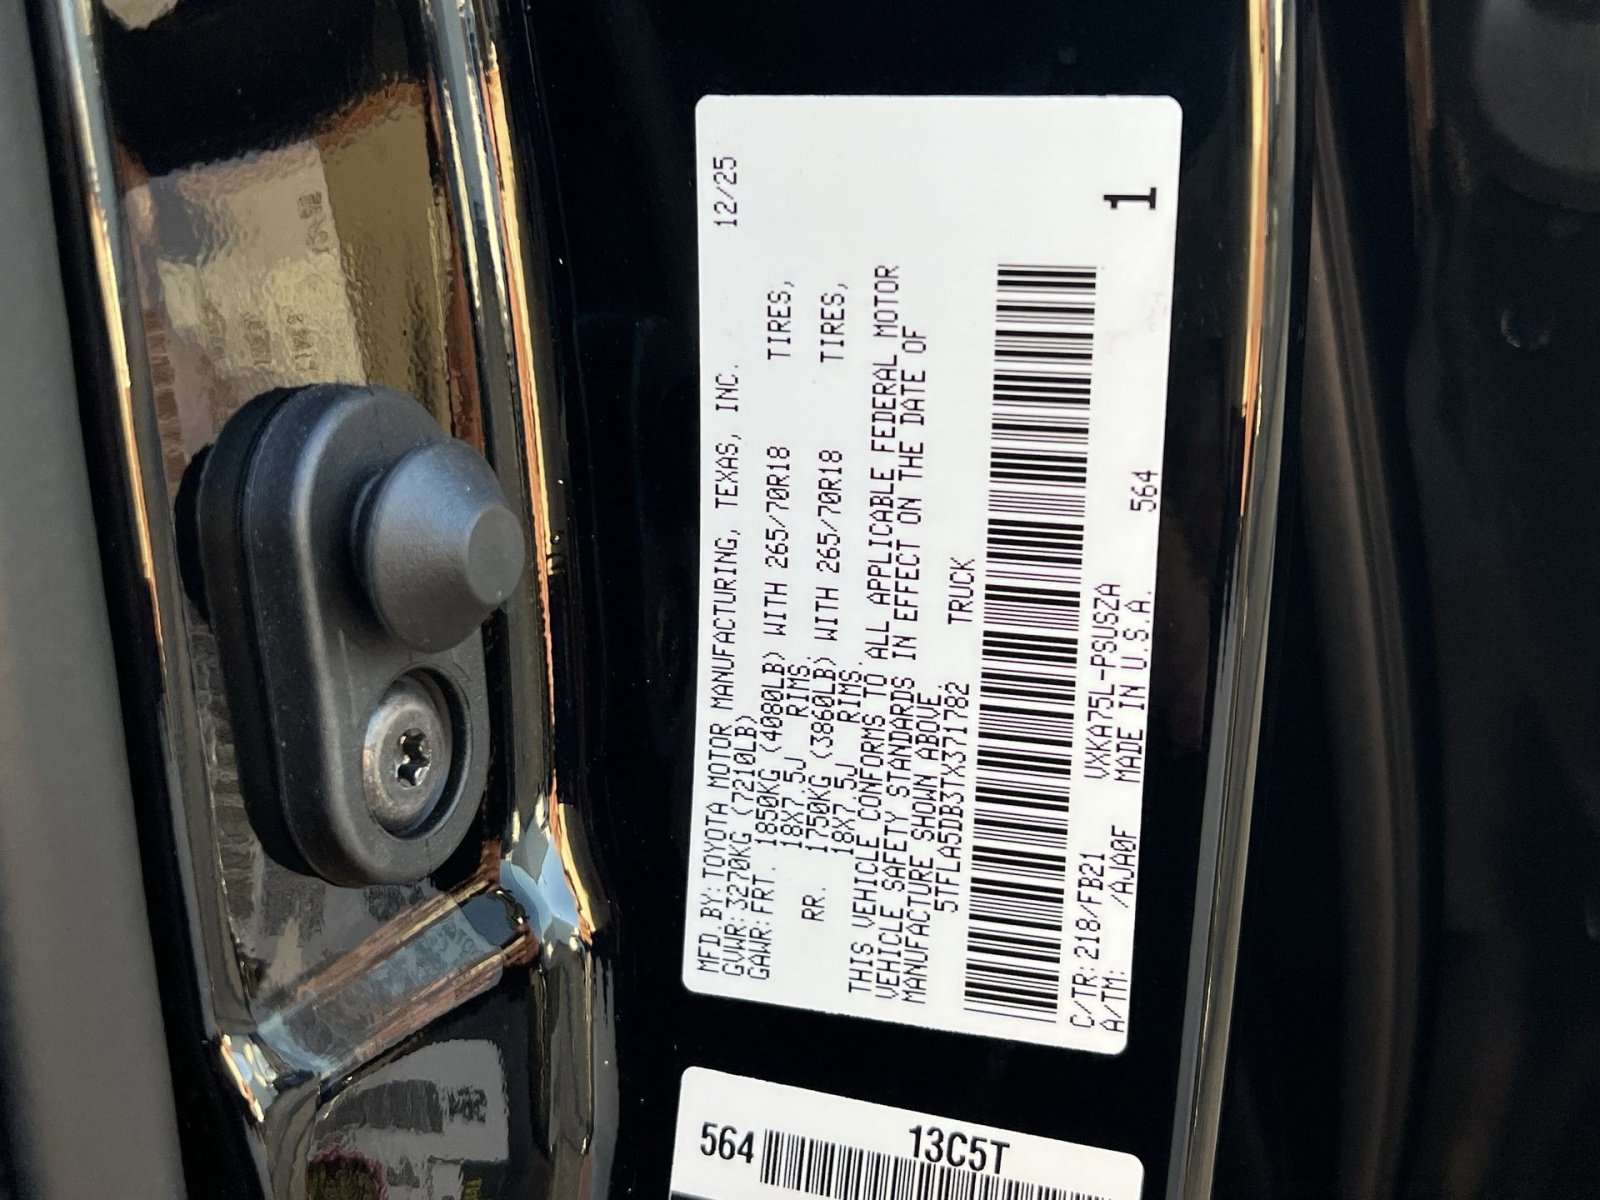 MFD.BY:TOYOTA MOTOR MANUFACTURING, TEXAS, INC. 12/25
GVWR:3270KG (7210LB)
GAWR:FRT. 1850KG (4080LB) WITH 265/70R18 TIRES,
18X7.5J RIMS.
RR. 1750KG (3860LB) WITH 265/70R18 TIRES,
18X7.5J RIMS.
THIS VEHICLE CONFORMS TO ALL APPLICABLE FEDERAL MOTOR
VEHICLE SAFETY STANDARDS IN EFFECT ON THE DATE OF
MANUFACTURE SHOWN ABOVE.
5TFLA5DB3TX371782 TRUCK
C/TR:218/FB21 VXKA75L-PSUSZA
A/TM: /AJA0F MADE IN U.S.A. 564
1
564 13C5T